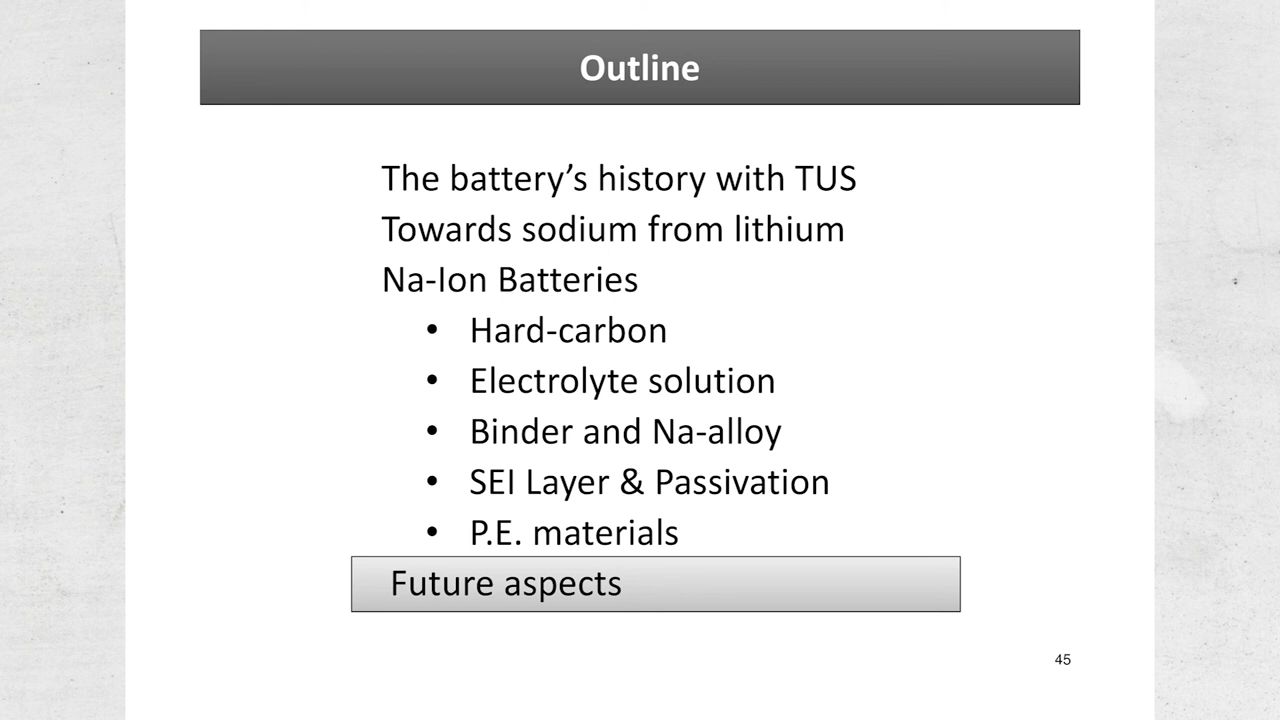 Outline
The battery’s history with TUS
Towards sodium from lithium
Na-Ion Batteries
• Hard-carbon
• Electrolyte solution
• Binder and Na-alloy
• SEI Layer & Passivation
• P.E. materials
Future aspects
45